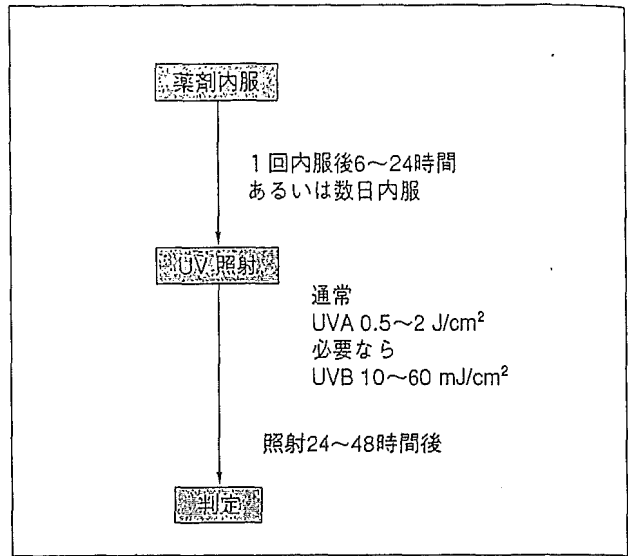 薬剤内服
1回内服後6〜24時間
あるいは数日内服
UV 照射
通常
UVA 0.5〜2 J/cm²
必要なら
UVB 10〜60 mJ/cm²
照射24〜48時間後
判定